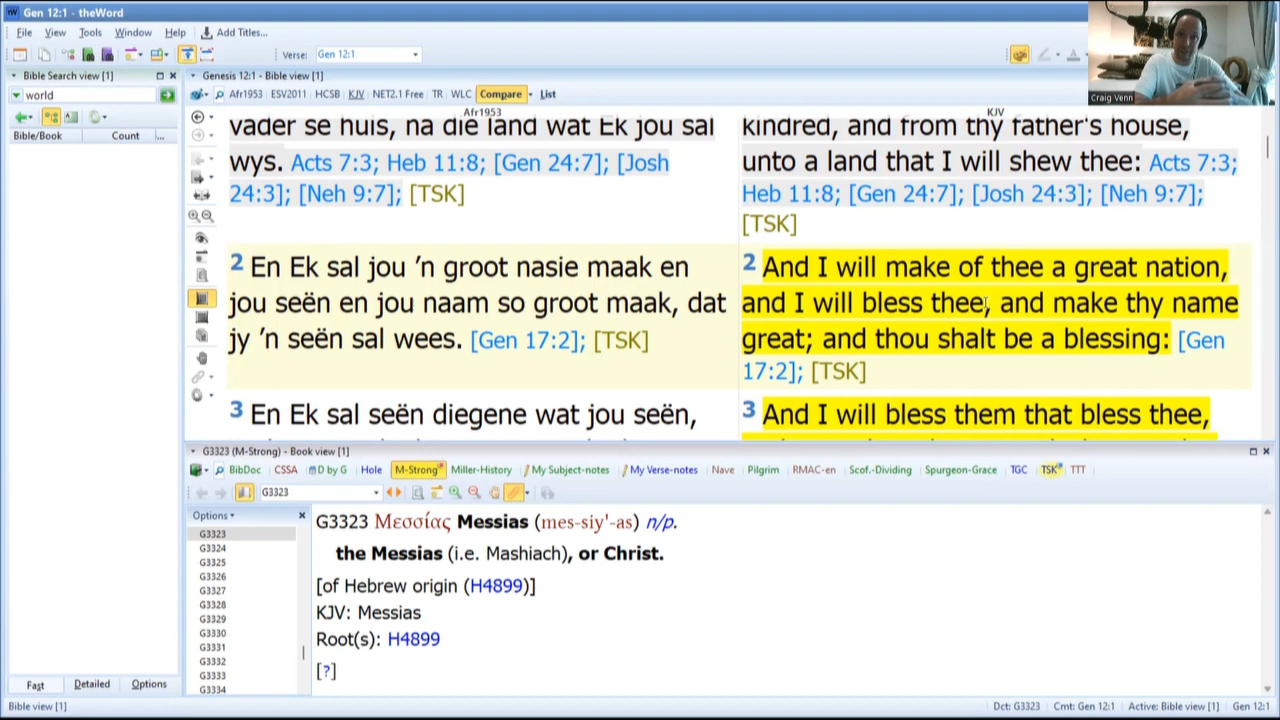 Gen 12:1 - theWord
File View Tools Window Help Add Titles...
Verse: Gen 12:1
Craig Venn
Bible Search view [1]
world
Bible/Book Count ...
Fast Detailed Options
Genesis 12:1 - Bible view [1]
Afr1953 ESV2011 HCSB KJV NET2.1 Free TR WLC Compare List
Afr1953
vader se huis, na die land wat Ek jou sal
wys. Acts 7:3; Heb 11:8; [Gen 24:7]; [Josh
24:3]; [Neh 9:7]; [TSK]
2 En Ek sal jou ’n groot nasie maak en
jou seën en jou naam so groot maak, dat
jy ’n seën sal wees. [Gen 17:2]; [TSK]
3 En Ek sal seën diegene wat jou seën,
KJV
kindred, and from thy father's house,
unto a land that I will shew thee: Acts 7:3;
Heb 11:8; [Gen 24:7]; [Josh 24:3]; [Neh 9:7];
[TSK]
2 And I will make of thee a great nation,
and I will bless thee, and make thy name
great; and thou shalt be a blessing: [Gen
17:2]; [TSK]
3 And I will bless them that bless thee,
G3323 (M-Strong) - Book view [1]
BibDoc CSSA D by G Hole M-Strong Miller-History My Subject-notes My Verse-notes Nave Pilgrim RMAC-en Scof.-Dividing Spurgeon-Grace TGC TSK TTT
G3323
Options
G3323
G3324
G3325
G3326
G3327
G3328
G3329
G3330
G3331
G3332
G3333
G3334
G3323 Μεσσίας Messias (mes-siy'-as) n/p.
the Messias (i.e. Mashiach), or Christ.
[of Hebrew origin (H4899)]
KJV: Messias
Root(s): H4899
[?]
Bible view [1] Dct: G3323 Cmt: Gen 12:1 Active: Bible view [1] Gen 12:1